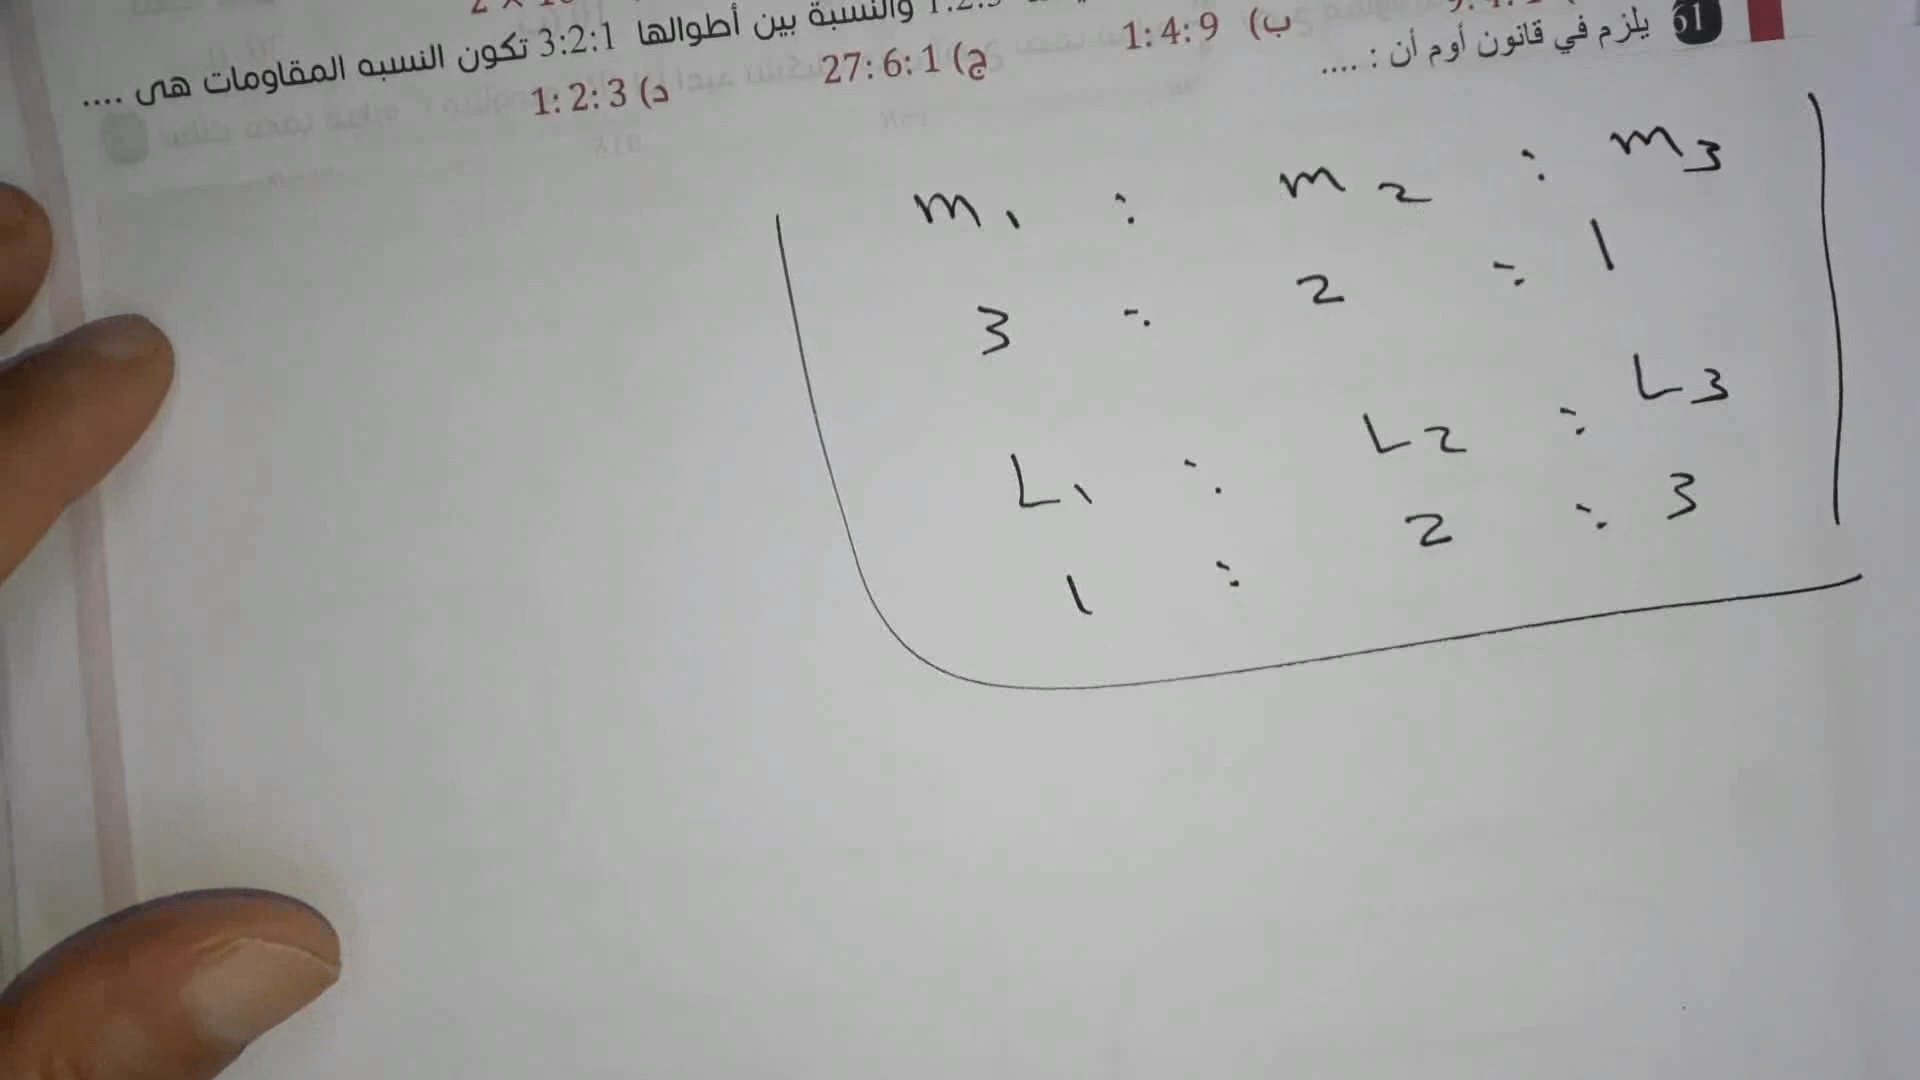 والنسبة بين أطوالها 3:2:1 تكون النسبه المقاومات هى ....
ب) 1: 4: 9
ج) 27: 6: 1
د) 1: 2: 3
61 يلزم في قانون أوم أن : ....
m1 : m2 : m3
3 : 2 : 1
L1 : L2 : L3
1 : 2 : 3